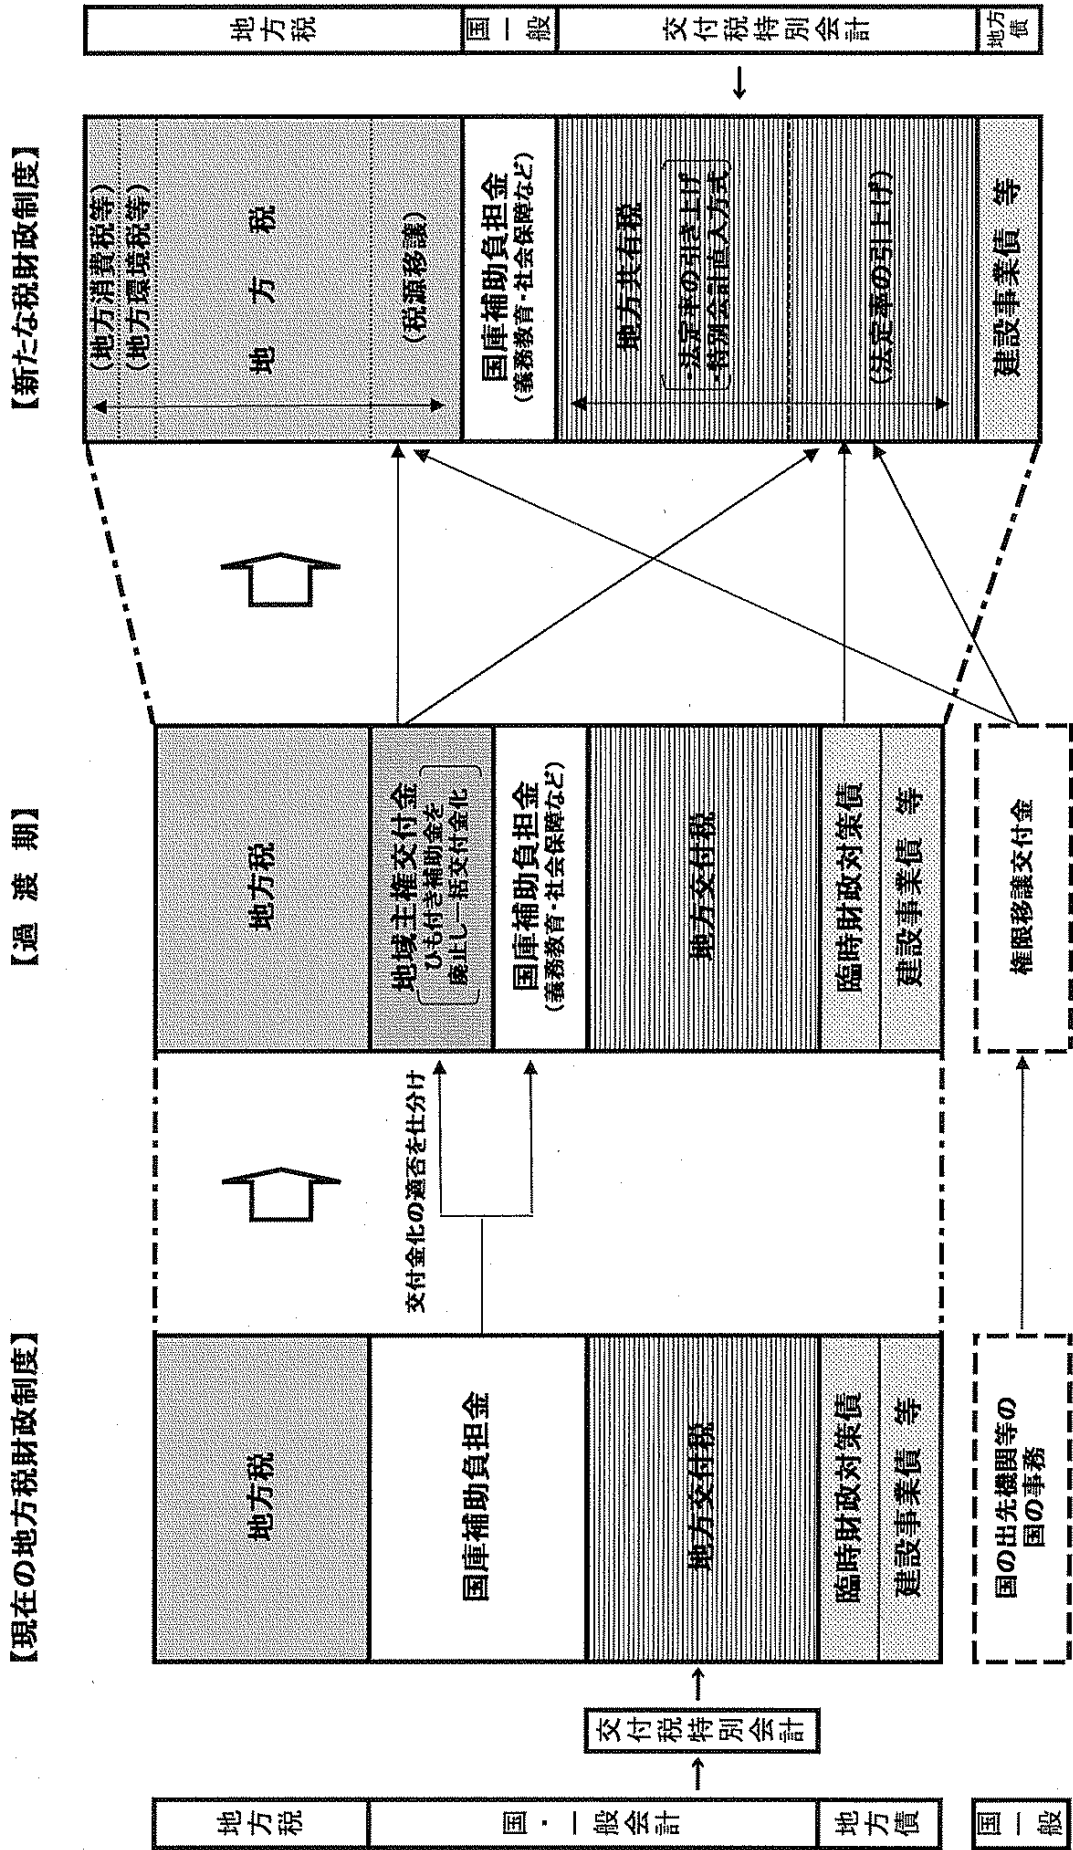 【現在の地方税財政制度】
地方税
国・一般会計
地方債
国一般
交付税特別会計
地方税
国庫補助負担金
地方交付税
臨時財政対策債
建設事業債 等
国の出先機関等の
国の事務
交付金化の適否を仕分け
【過 渡 期】
地方税
地域主権交付金
ひも付き補助金を
廃止し一括交付金化
国庫補助負担金
(義務教育・社会保障など)
地方交付税
臨時財政対策債
建設事業債 等
権限移譲交付金
【新たな税財政制度】
(地方消費税等)
(地方環境税等)
地 方 税
(税源移譲)
国庫補助負担金
(義務教育・社会保障など)
地方共有税
・法定率の引き上げ
・特別会計直入方式
(法定率の引上げ)
建設事業債 等
地方税
国一般
交付税特別会計
地方債